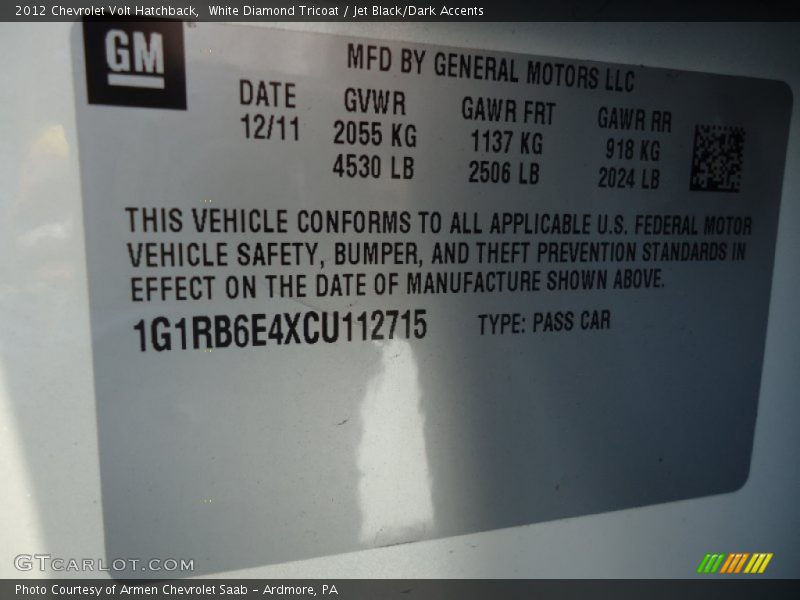 2012 Chevrolet Volt Hatchback,  White Diamond Tricoat / Jet Black/Dark Accents
GM
MFD BY GENERAL MOTORS LLC
DATE GVWR GAWR FRT GAWR RR
12/11 2055 KG 1137 KG 918 KG
4530 LB 2506 LB 2024 LB
THIS VEHICLE CONFORMS TO ALL APPLICABLE U.S. FEDERAL MOTOR
VEHICLE SAFETY, BUMPER, AND THEFT PREVENTION STANDARDS IN
EFFECT ON THE DATE OF MANUFACTURE SHOWN ABOVE.
1G1RB6E4XCU112715 TYPE: PASS CAR
GTCARLOT.COM
Photo Courtesy of Armen Chevrolet Saab - Ardmore, PA